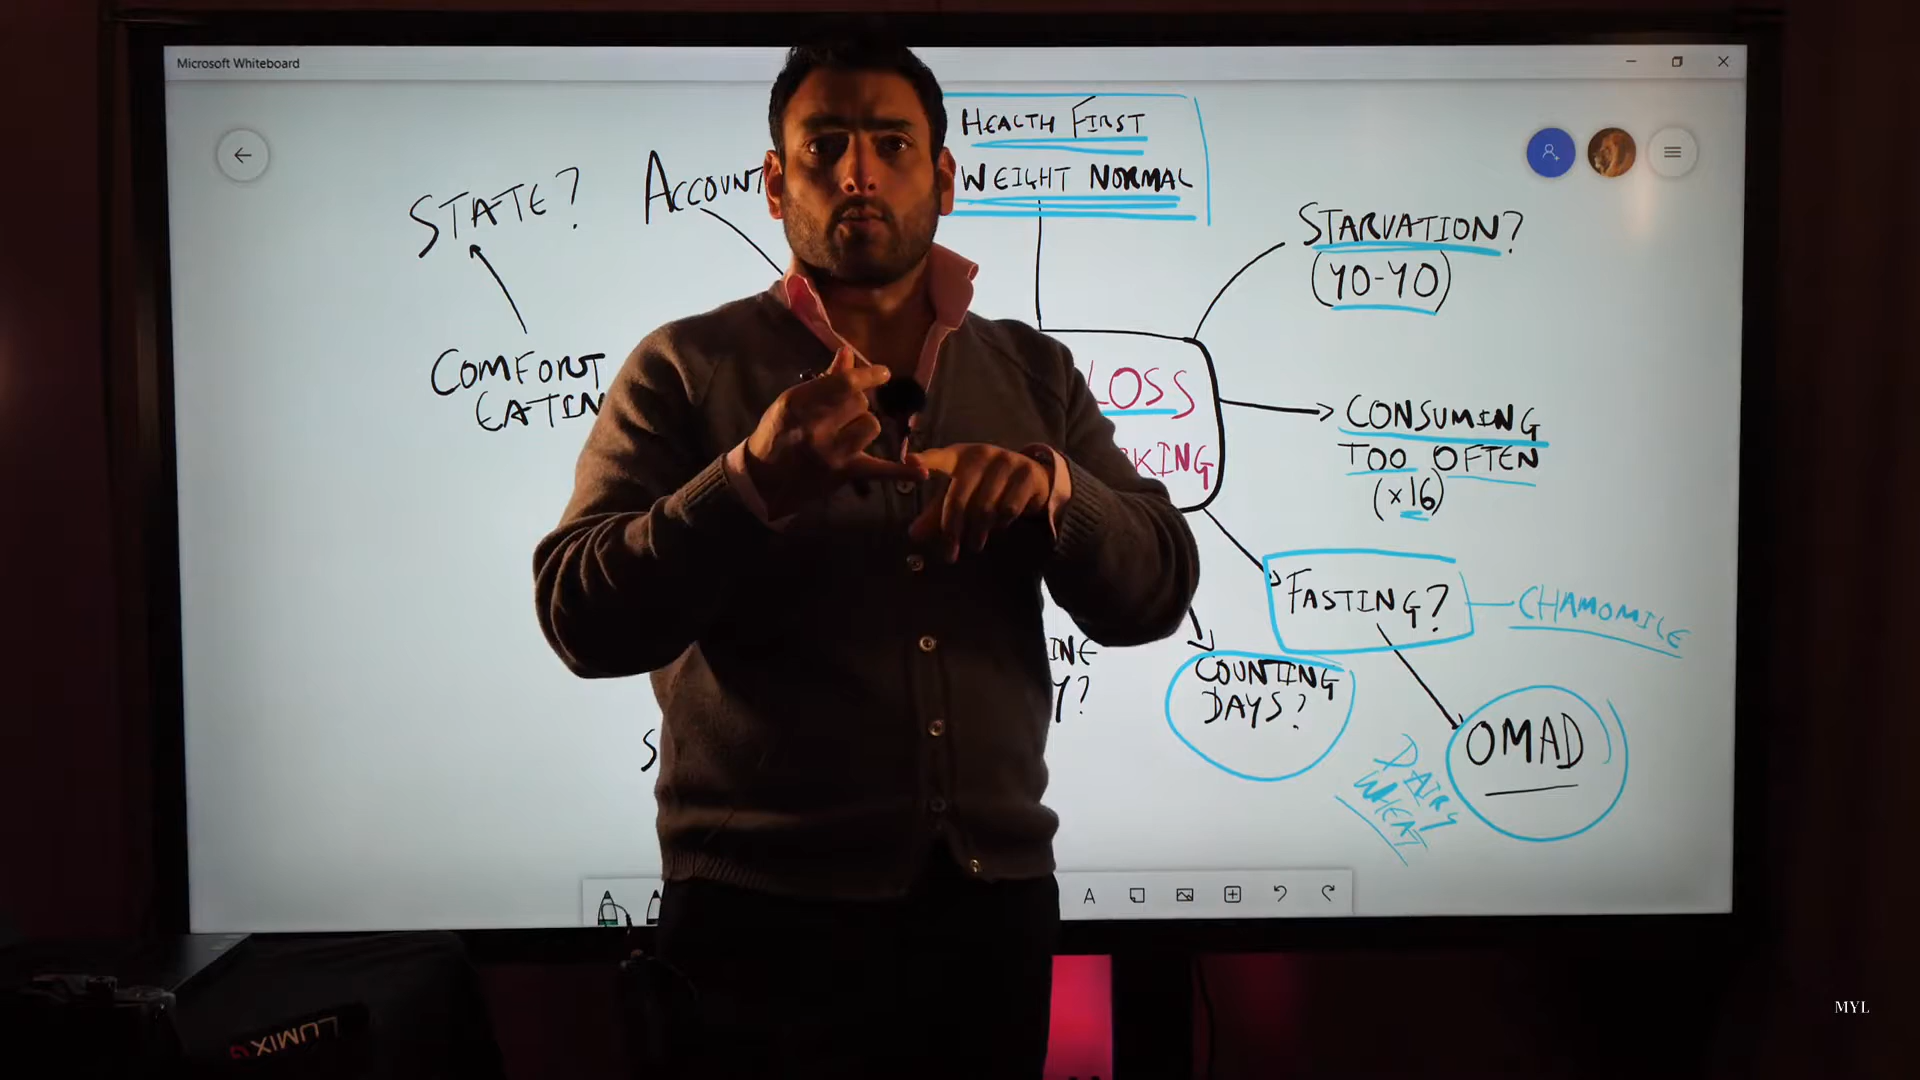 Microsoft Whiteboard
HEALTH FIRST
WEIGHT NORMAL
STATE?
ACCOUNT
STARVATION?
(YO-YO)
COMFORT
EATIN
LOSS
KING
CONSUMING
TOO OFTEN
(×16)
FASTING?
CHAMOMILE
INE
Y?
COUNTING
DAYS?
OMAD
DAIRY
WHEAT
S
A
LUMIX G
MYL